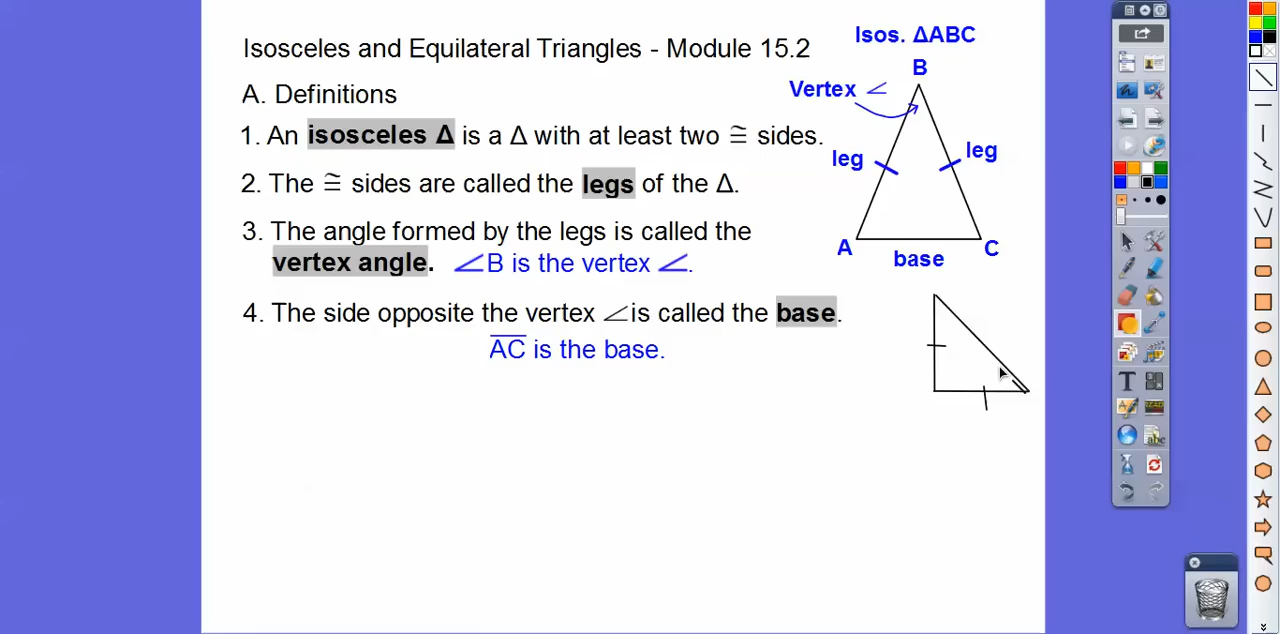 Isosceles and Equilateral Triangles - Module 15.2
A. Definitions
1. An isosceles Δ is a Δ with at least two ≅ sides.
2. The ≅ sides are called the legs of the Δ.
3. The angle formed by the legs is called the
vertex angle. ∠B is the vertex ∠.
4. The side opposite the vertex ∠ is called the base.
A̅C̅ is the base.
Isos. ΔABC
B
Vertex ∠
leg
leg
A
C
base